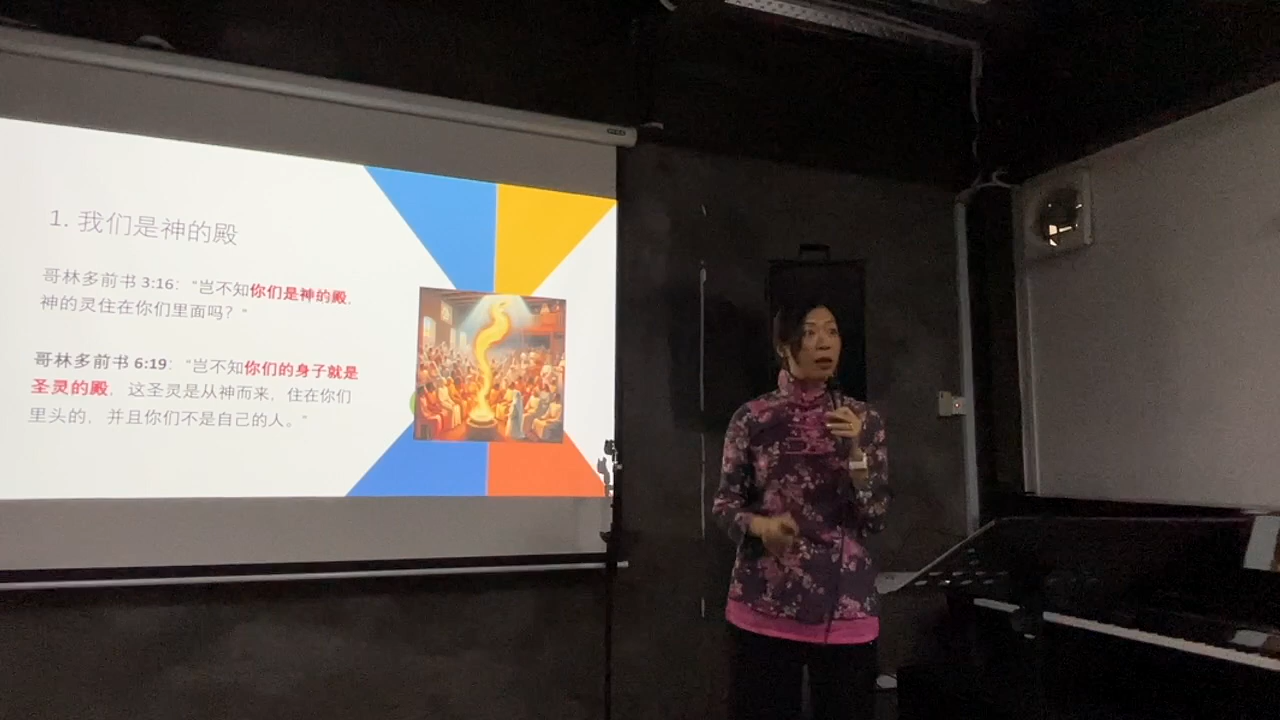 1. 我们是神的殿
哥林多前书 3:16：“岂不知你们是神的殿,
神的灵住在你们里面吗？”
哥林多前书 6:19：“岂不知你们的身子就是
圣灵的殿，这圣灵是从神而来，住在你们
里头的，并且你们不是自己的人。”